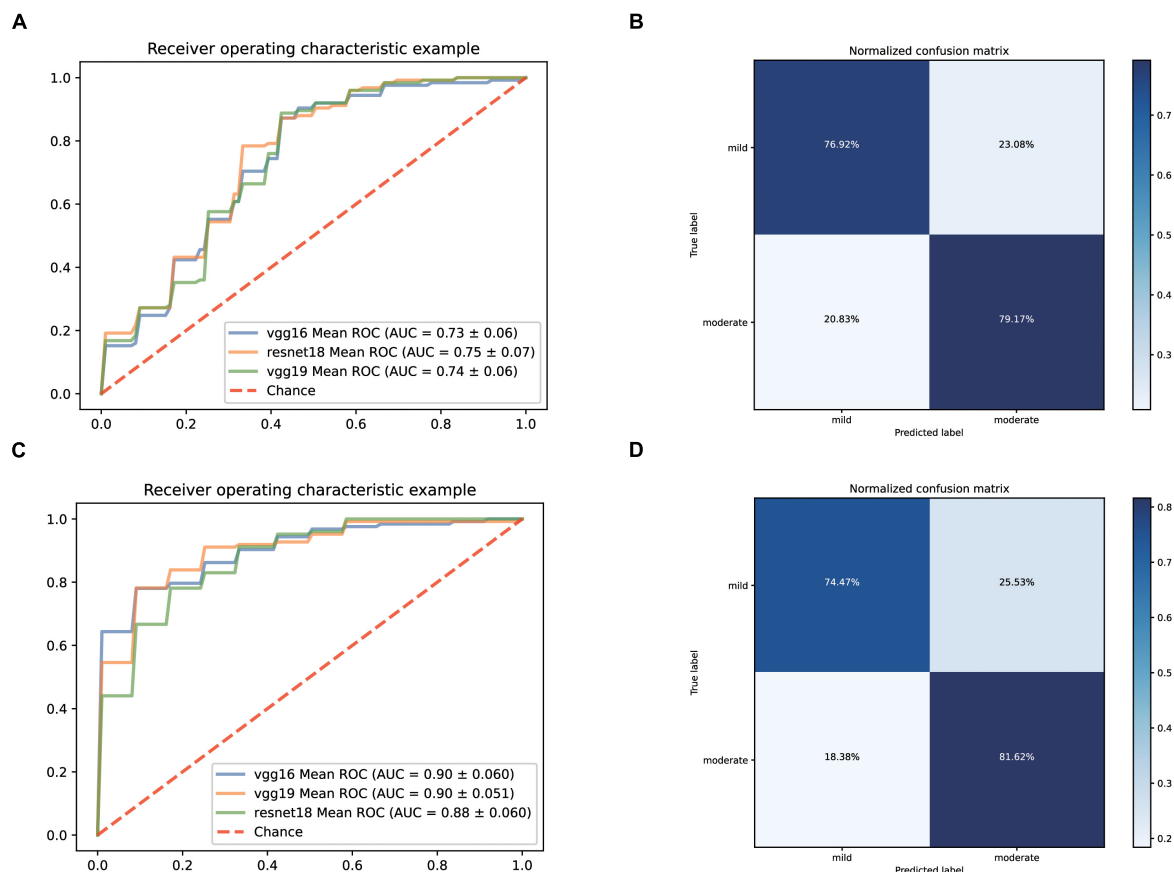 A
Receiver operating characteristic example
1.0
0.8
0.6
0.4
0.2
0.0
vgg16 Mean ROC (AUC = 0.73 ± 0.06)
resnet18 Mean ROC (AUC = 0.75 ± 0.07)
vgg19 Mean ROC (AUC = 0.74 ± 0.06)
Chance
0.0 0.2 0.4 0.6 0.8 1.0
B
Normalized confusion matrix
True label
mild
76.92% 23.08%
moderate
20.83% 79.17%
mild moderate
Predicted label
0.7
0.6
0.5
0.4
0.3
C
Receiver operating characteristic example
1.0
0.8
0.6
0.4
0.2
0.0
vgg16 Mean ROC (AUC = 0.90 ± 0.060)
vgg19 Mean ROC (AUC = 0.90 ± 0.051)
resnet18 Mean ROC (AUC = 0.88 ± 0.060)
Chance
0.0 0.2 0.4 0.6 0.8 1.0
D
Normalized confusion matrix
True label
mild
74.47% 25.53%
moderate
18.38% 81.62%
mild moderate
Predicted label
0.8
0.7
0.6
0.5
0.4
0.3
0.2